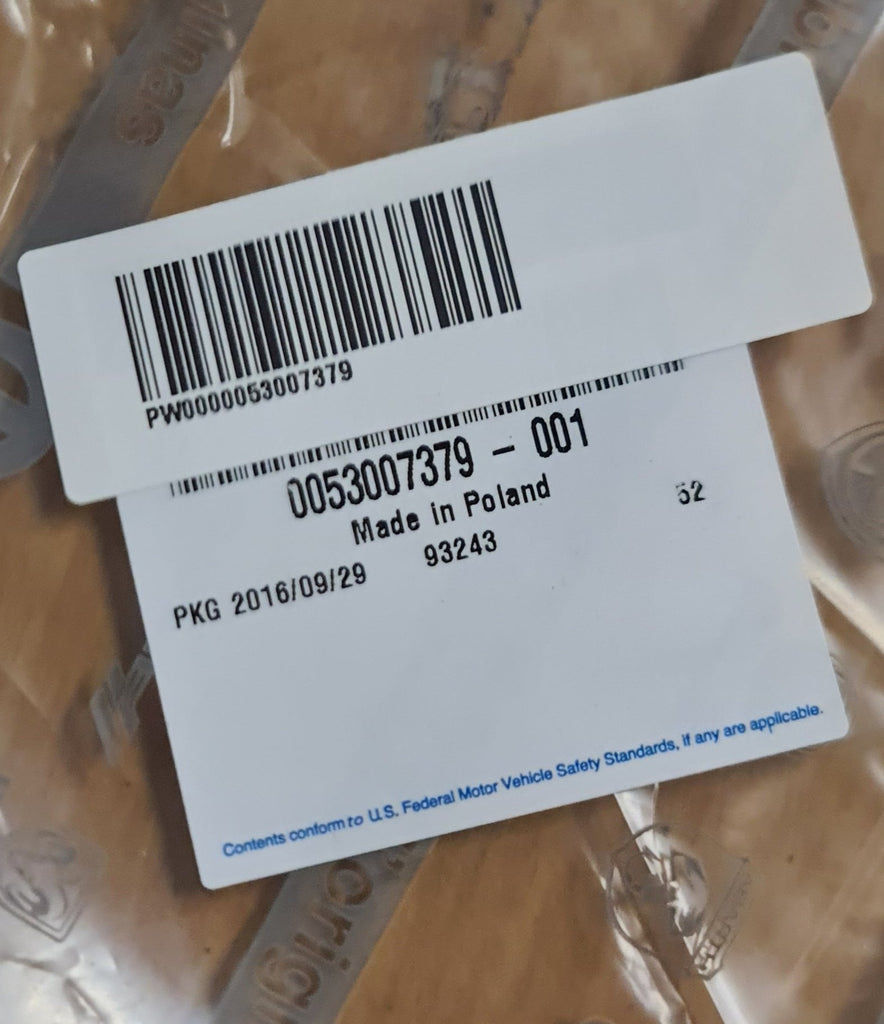 PW0000053007379
0053007379 - 001
Made in Poland
52
PKG 2016/09/29 93243
Contents conform to U.S. Federal Motor Vehicle Safety Standards, if any are applicable.